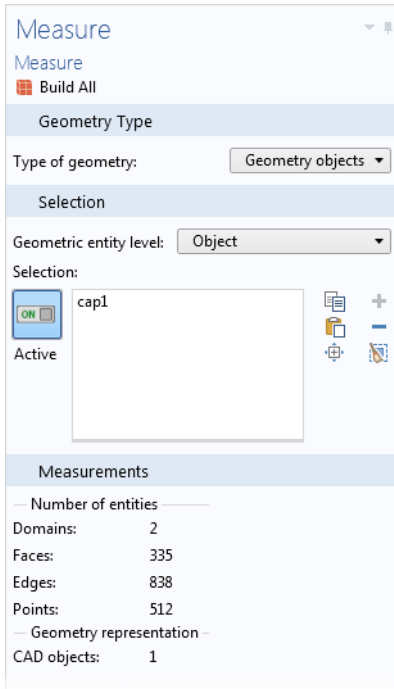 Measure
Measure
Build All
Geometry Type
Type of geometry: Geometry objects
Selection
Geometric entity level: Object
Selection:
cap1
ON
Active
Measurements
Number of entities
Domains: 2
Faces: 335
Edges: 838
Points: 512
Geometry representation
CAD objects: 1